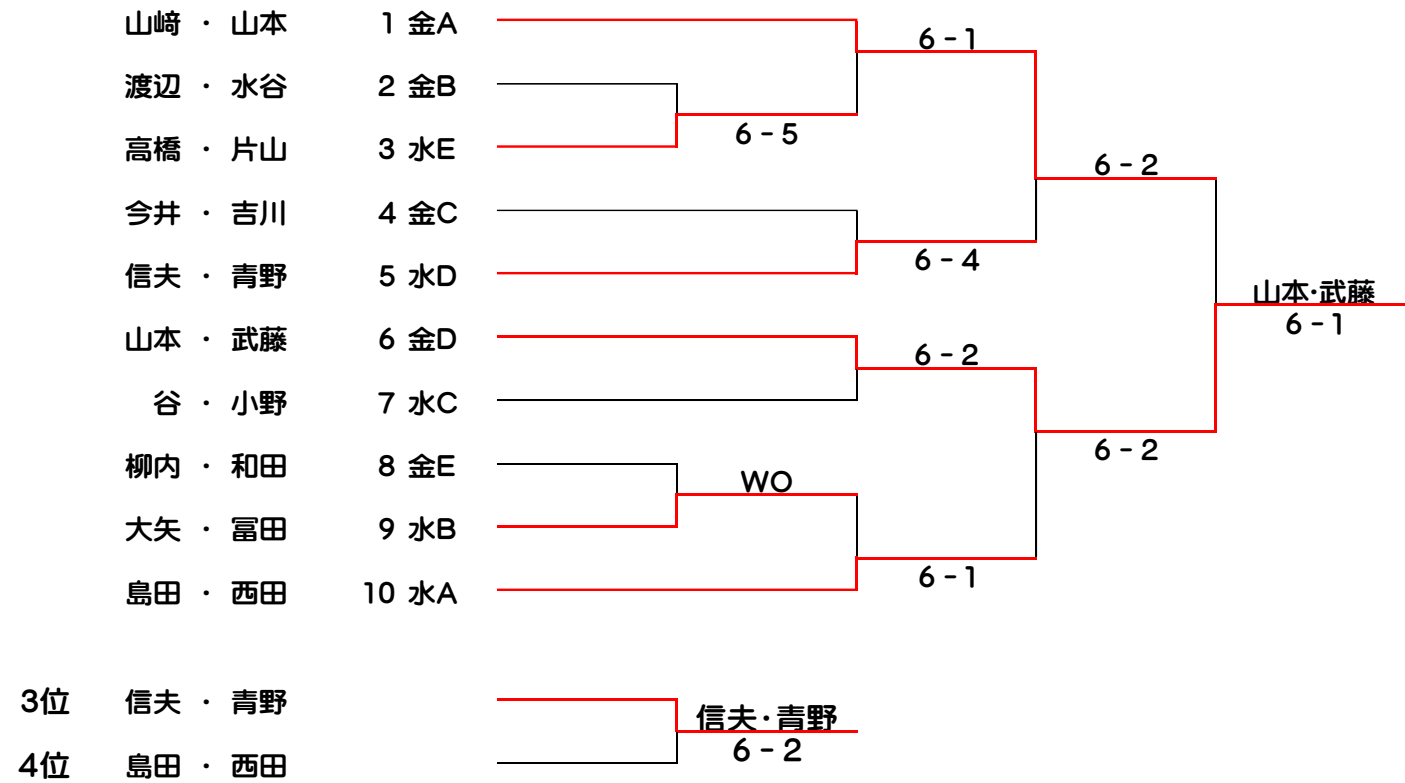 山﨑 ・ 山本 1 金A
6-1
渡辺 ・ 水谷 2 金B
6-5
高橋 ・ 片山 3 水E
6-2
今井 ・ 吉川 4 金C
6-4
信夫 ・ 青野 5 水D
山本・武藤
6-1
山本 ・ 武藤 6 金D
6-2
谷 ・ 小野 7 水C
6-2
柳内 ・ 和田 8 金E
WO
大矢 ・ 冨田 9 水B
6-1
島田 ・ 西田 10 水A
3位 信夫 ・ 青野
信夫・青野
6-2
4位 島田 ・ 西田